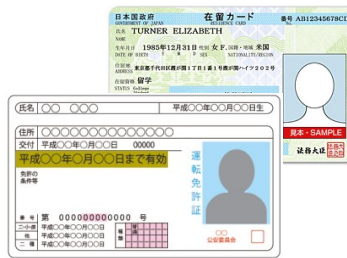 日本国政府 在留カード 番号 AB12345678CD
GOVERNMENT OF JAPAN RESIDENCE CARD
氏名 TURNER ELIZABETH
NAME
生年月日 1985年12月31日 性別 女 F. 国籍・地域 米国
DATE OF BIRTH SEX NATIONALITY/REGION
住居地 東京都千代田区霞が関1丁目1番1号霞が関ハイツ202号
ADDRESS
在留資格 留学
STATUS College
見本・SAMPLE
法務大臣
氏名 ○○ ○○○ 平成○○年○○月○○日生
住所 ○○○○○○○○○○○○○
交付 平成○○年○○月○○日 00000
平成○○年○○月○○日まで有効
免許の
条件等
運転免許証
番号 第 000000000000 号
二・小・原 平成○○年○○月○○日
他 平成○○年○○月○○日
二種 平成○○年○○月○○日
種類
○○
公安委員会